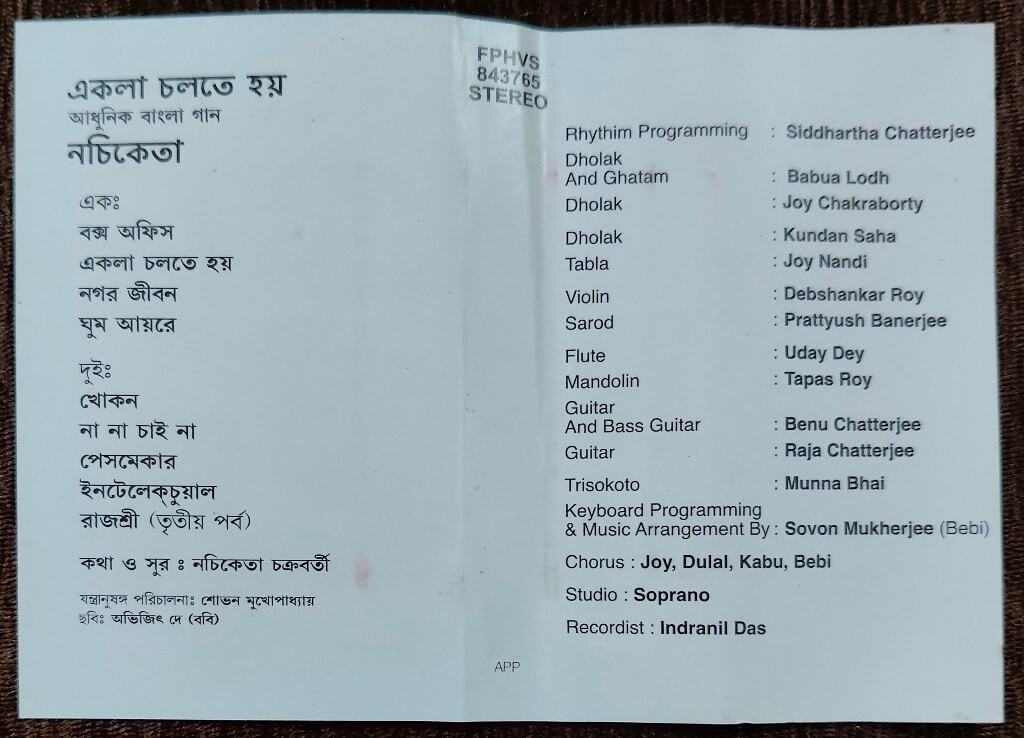 একলা চলতে হয়
আধুনিক বাংলা গান
নচিকেতা
একঃ
বক্স অফিস
একলা চলতে হয়
নগর জীবন
ঘুম আয়রে
দুইঃ
খোকন
না না চাই না
পেসমেকার
ইনটেলেক্‌চুয়াল
রাজশ্রী (তৃতীয় পর্ব)
কথা ও সুর ঃ নচিকেতা চক্রবর্তী
যন্ত্রানুষঙ্গ পরিচালনাঃ শোভন মুখোপাধ্যায়
ছবিঃ অভিজিৎ দে (ববি)
FPHVS
843765
STEREO
Rhythim Programming : Siddhartha Chatterjee
Dholak
And Ghatam : Babua Lodh
Dholak : Joy Chakraborty
Dholak : Kundan Saha
Tabla : Joy Nandi
Violin : Debshankar Roy
Sarod : Prattyush Banerjee
Flute : Uday Dey
Mandolin : Tapas Roy
Guitar
And Bass Guitar : Benu Chatterjee
Guitar : Raja Chatterjee
Trisokoto : Munna Bhai
Keyboard Programming
& Music Arrangement By : Sovon Mukherjee (Bebi)
Chorus : Joy, Dulal, Kabu, Bebi
Studio : Soprano
Recordist : Indranil Das
APP